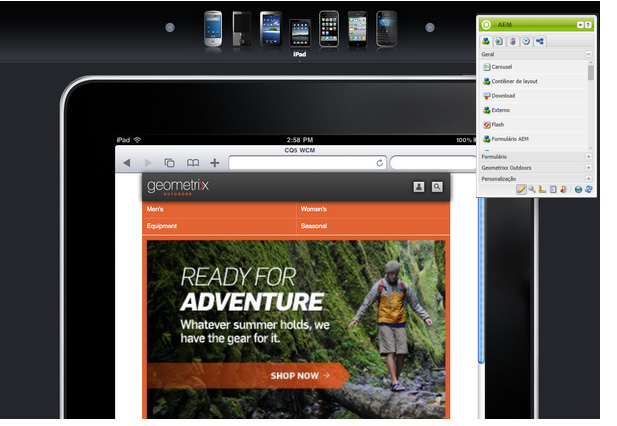 iPad
AEM
Geral
Carousel
Contêiner de layout
Download
Externo
Flash
Formulário AEM
Formulário
Geometrixx Outdoors
Personalização
iPad
2:58 PM
100%
CQ5 WCM
geometrixx
OUTDOORS
Men's
Women's
Equipment
Seasonal
READY FOR
ADVENTURE
Whatever summer holds, we
have the gear for it.
SHOP NOW